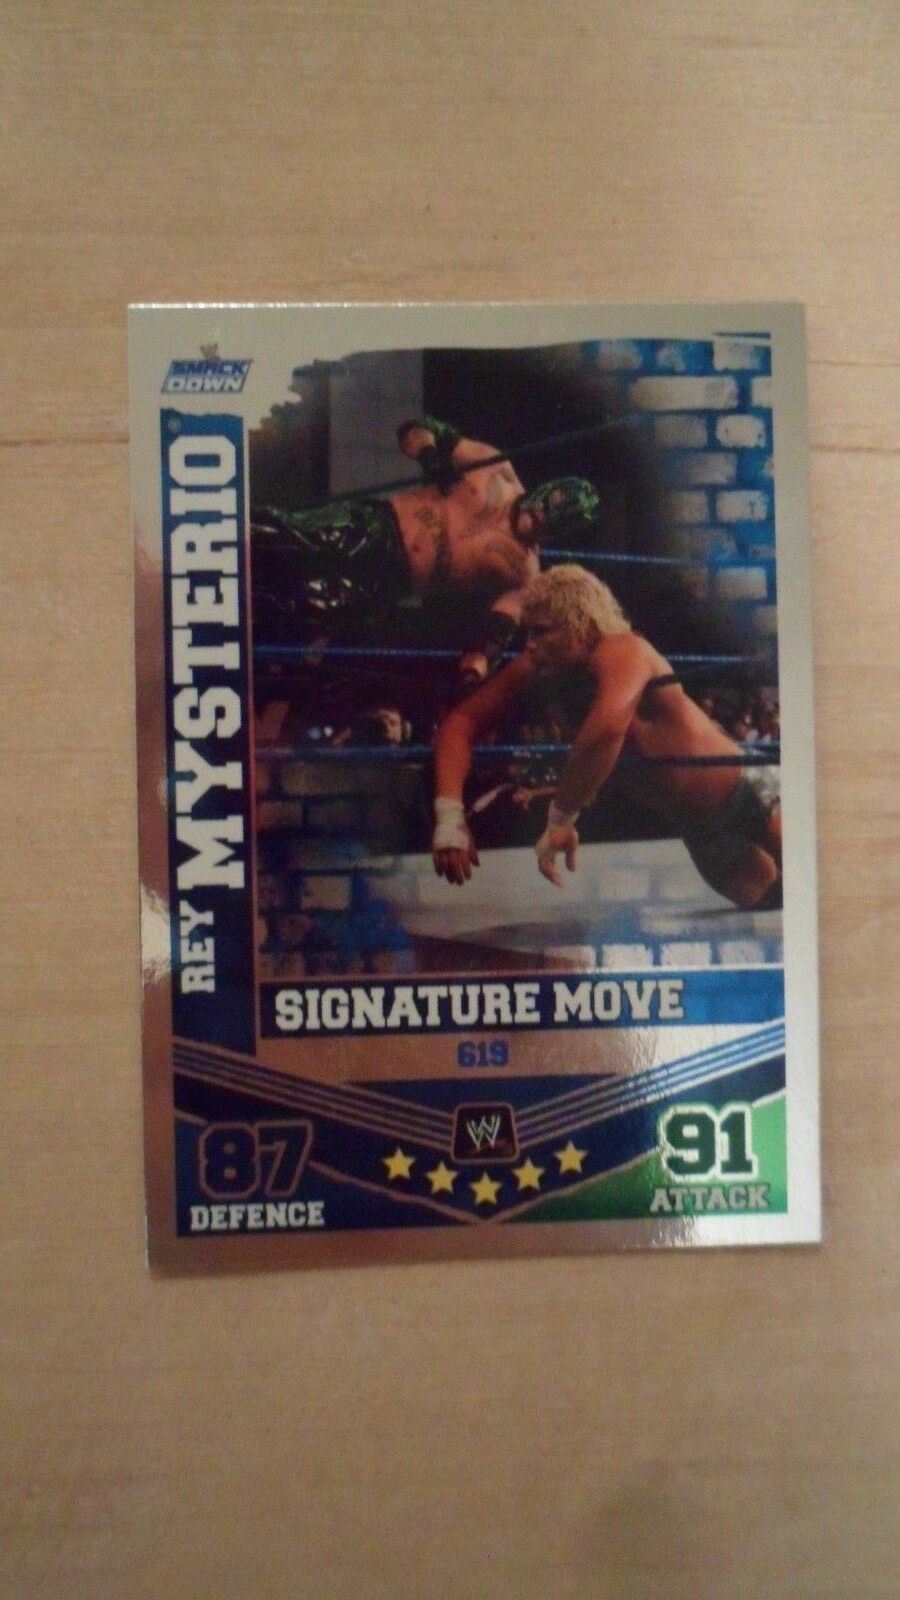 SMACK
DOWN
REY MYSTERIO®
SIGNATURE MOVE
619
W
87
DEFENCE
91
ATTACK